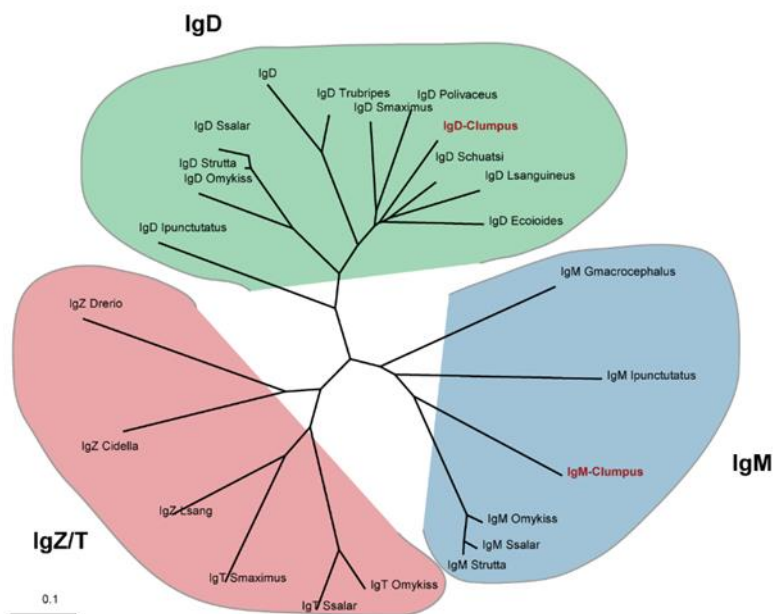 IgD
IgD
IgD Trubripes
IgD Polivaceus
IgD Smaximus
IgD-Clumpus
IgD Ssalar
IgD Schuatsi
IgD Strutta
IgD Omykiss
IgD Lsanguineus
IgD Ipunctutatus
IgD Ecoioides
IgM Gmacrocephalus
IgZ Drerio
IgM Ipunctutatus
IgZ Cidella
IgM-Clumpus
IgM
IgZ Lsang
IgM Omykiss
IgZ/T
IgM Ssalar
IgM Strutta
IgT Smaximus
IgT Omykiss
IgT Ssalar
0.1